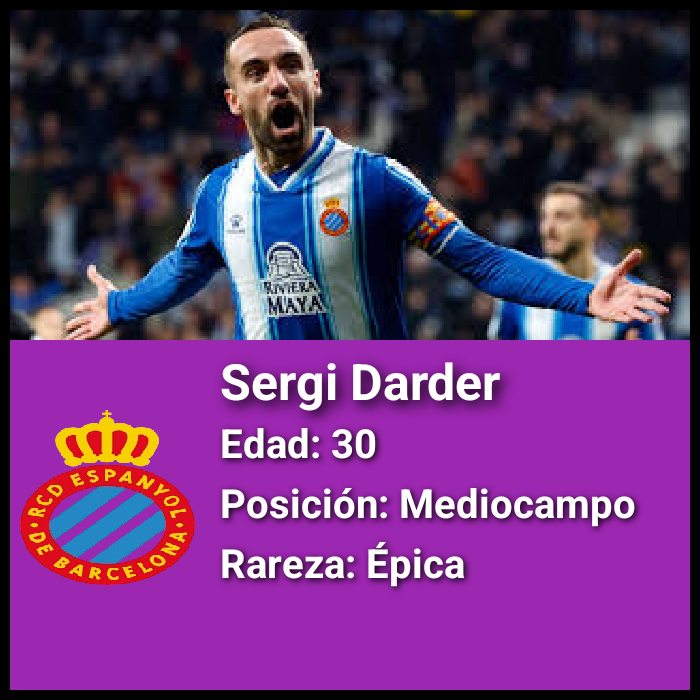 RIVIERA
MAYA
Sergi Darder
Edad: 30
Posición: Mediocampo
Rareza: Épica
RCD ESPANYOL
DE BARCELONA